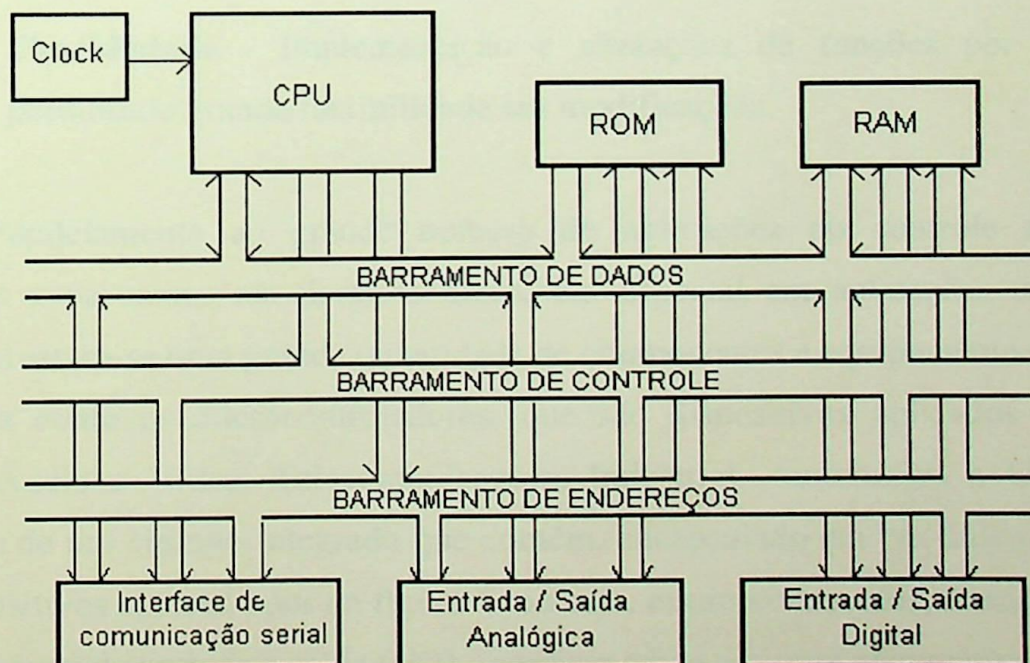 Clock
CPU
ROM
RAM
BARRAMENTO DE DADOS
BARRAMENTO DE CONTROLE
BARRAMENTO DE ENDEREÇOS
Interface de
comunicação serial
Entrada / Saída
Analógica
Entrada / Saída
Digital